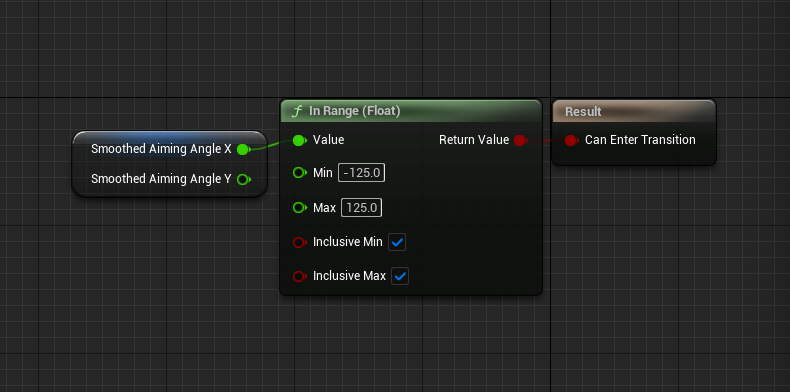 Smoothed Aiming Angle X
Smoothed Aiming Angle Y
f In Range (Float)
Value
Return Value
Min -125.0
Max 125.0
Inclusive Min
Inclusive Max
Result
Can Enter Transition